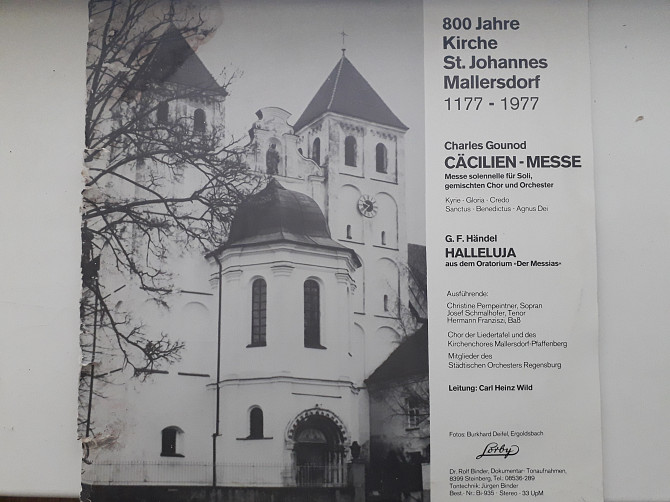 800 Jahre
Kirche
St. Johannes
Mallersdorf
1177 - 1977
Charles Gounod
CÄCILIEN - MESSE
Messe solennelle für Soli,
gemischten Chor und Orchester
Kyrie · Gloria · Credo
Sanctus · Benedictus · Agnus Dei
G. F. Händel
HALLELUJA
aus dem Oratorium »Der Messias«
Ausführende:
Christine Pempeintner, Sopran
Josef Schmalhofer, Tenor
Hermann Franziszi, Baß
Chor der Liedertafel und des
Kirchenchores Mallersdorf-Pfaffenberg
Mitglieder des
Städtischen Orchesters Regensburg
Leitung: Carl Heinz Wild
Fotos: Burkhard Deifel, Ergoldsbach
Lorby
Dr. Rolf Binder, Dokumentar-Tonaufnahmen,
8399 Steinberg, Tel.: 08536-289
Tontechnik: Jürgen Binder
Best.-Nr.: Bi-935 · Stereo · 33 UpM